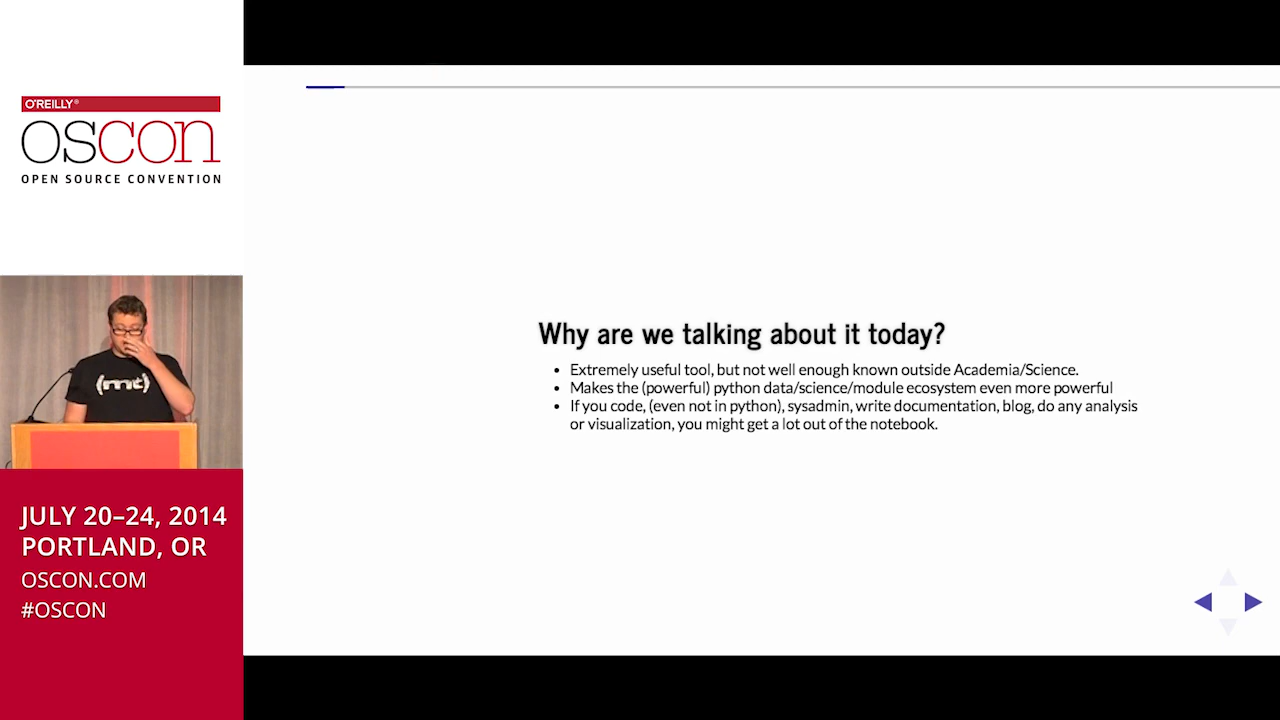 O'REILLY®
OSCON
OPEN SOURCE CONVENTION
(mt)
JULY 20–24, 2014
PORTLAND, OR
OSCON.COM
#OSCON
Why are we talking about it today?
• Extremely useful tool, but not well enough known outside Academia/Science.
• Makes the (powerful) python data/science/module ecosystem even more powerful
• If you code, (even not in python), sysadmin, write documentation, blog, do any analysis
or visualization, you might get a lot out of the notebook.